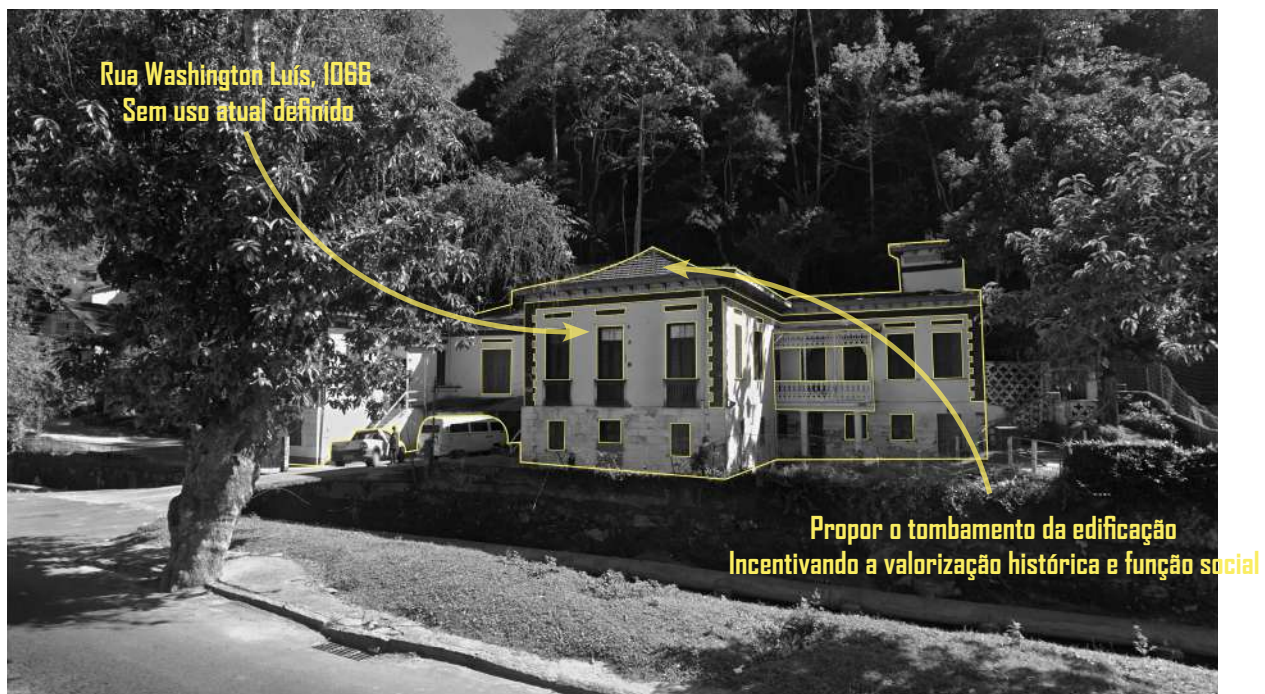 Rua Washington Luís, 1066
Sem uso atual definido
Propor o tombamento da edificação
Incentivando a valorização histórica e função social